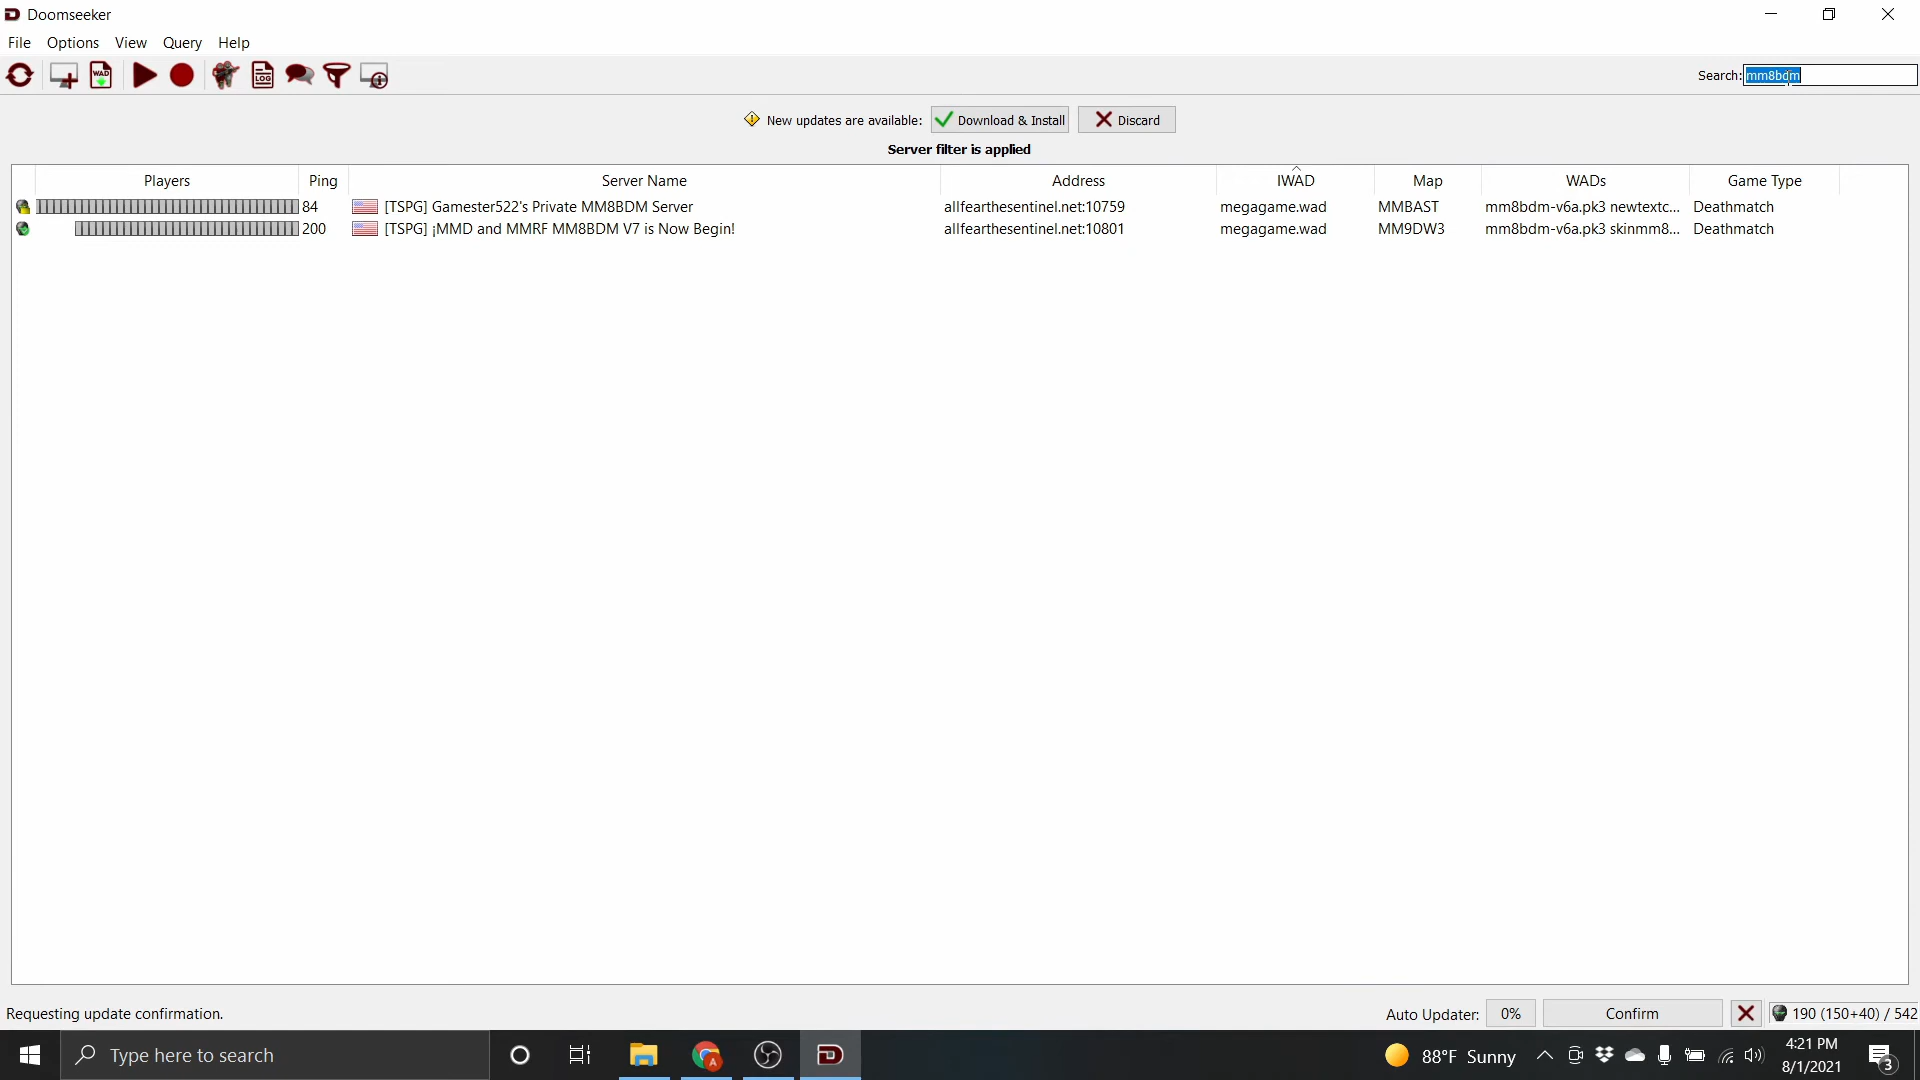 Doomseeker
File Options View Query Help
WAD LOG Search: mm8bdm
New updates are available: Download & Install Discard
Server filter is applied
Players Ping Server Name Address IWAD Map WADs Game Type
84 [TSPG] Gamester522's Private MM8BDM Server allfearthesentinel.net:10759 megagame.wad MMBAST mm8bdm-v6a.pk3 newtextc... Deathmatch
200 [TSPG] ¡MMD and MMRF MM8BDM V7 is Now Begin! allfearthesentinel.net:10801 megagame.wad MM9DW3 mm8bdm-v6a.pk3 skinmm8... Deathmatch
Requesting update confirmation. Auto Updater: 0% Confirm 190 (150+40) / 542
Type here to search 88°F Sunny 4:21 PM 3
8/1/2021